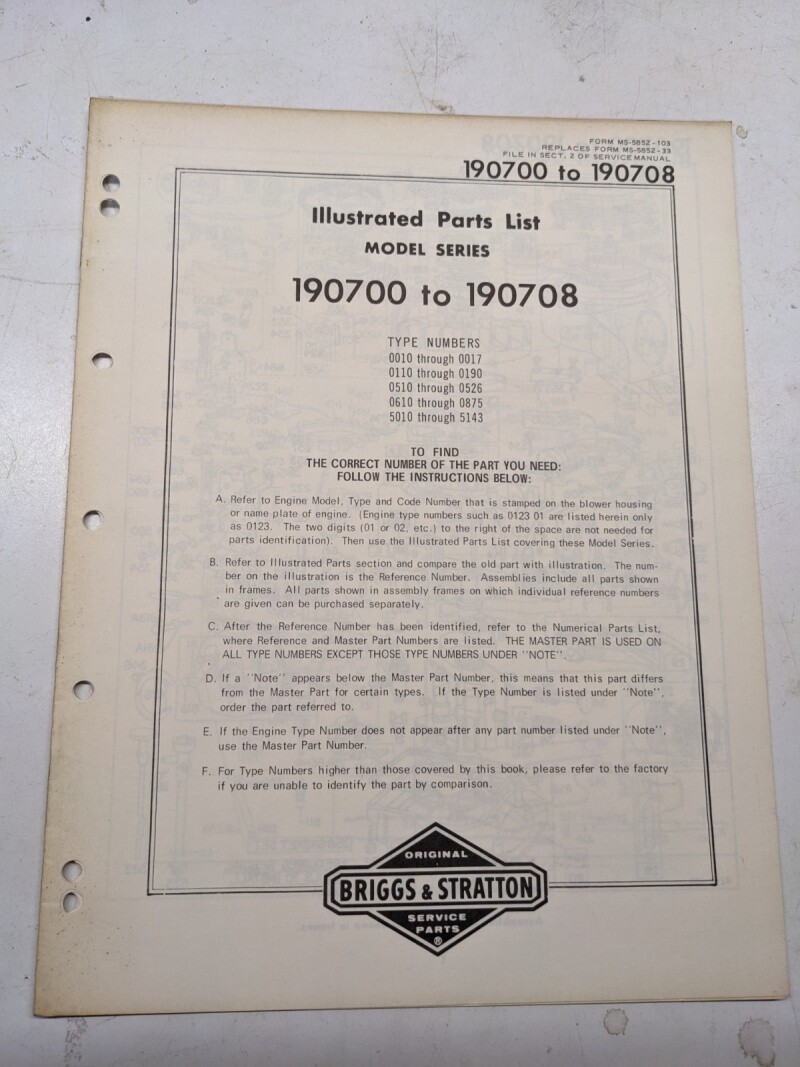 FORM MS-5852-103
REPLACES FORM MS-5852-33
FILE IN SECT. 2 OF SERVICE MANUAL
190700 to 190708
Illustrated Parts List
MODEL SERIES
190700 to 190708
TYPE NUMBERS
0010 through 0017
0110 through 0190
0510 through 0526
0610 through 0875
5010 through 5143
TO FIND
THE CORRECT NUMBER OF THE PART YOU NEED:
FOLLOW THE INSTRUCTIONS BELOW:
A. Refer to Engine Model, Type and Code Number that is stamped on the blower housing
or name plate of engine. (Engine type numbers such as 0123 01 are listed herein only
as 0123. The two digits (01 or 02, etc.) to the right of the space are not needed for
parts identification). Then use the Illustrated Parts List covering these Model Series.
B. Refer to Illustrated Parts section and compare the old part with illustration. The num-
ber on the illustration is the Reference Number. Assemblies include all parts shown
in frames. All parts shown in assembly frames on which individual reference numbers
are given can be purchased separately.
C. After the Reference Number has been identified, refer to the Numerical Parts List,
where Reference and Master Part Numbers are listed. THE MASTER PART IS USED ON
ALL TYPE NUMBERS EXCEPT THOSE TYPE NUMBERS UNDER "NOTE".
D. If a "Note" appears below the Master Part Number, this means that this part differs
from the Master Part for certain types. If the Type Number is listed under "Note",
order the part referred to.
E. If the Engine Type Number does not appear after any part number listed under "Note",
use the Master Part Number.
F. For Type Numbers higher than those covered by this book, please refer to the factory
if you are unable to identify the part by comparison.
ORIGINAL
BRIGGS & STRATTON
SERVICE
PARTS
®